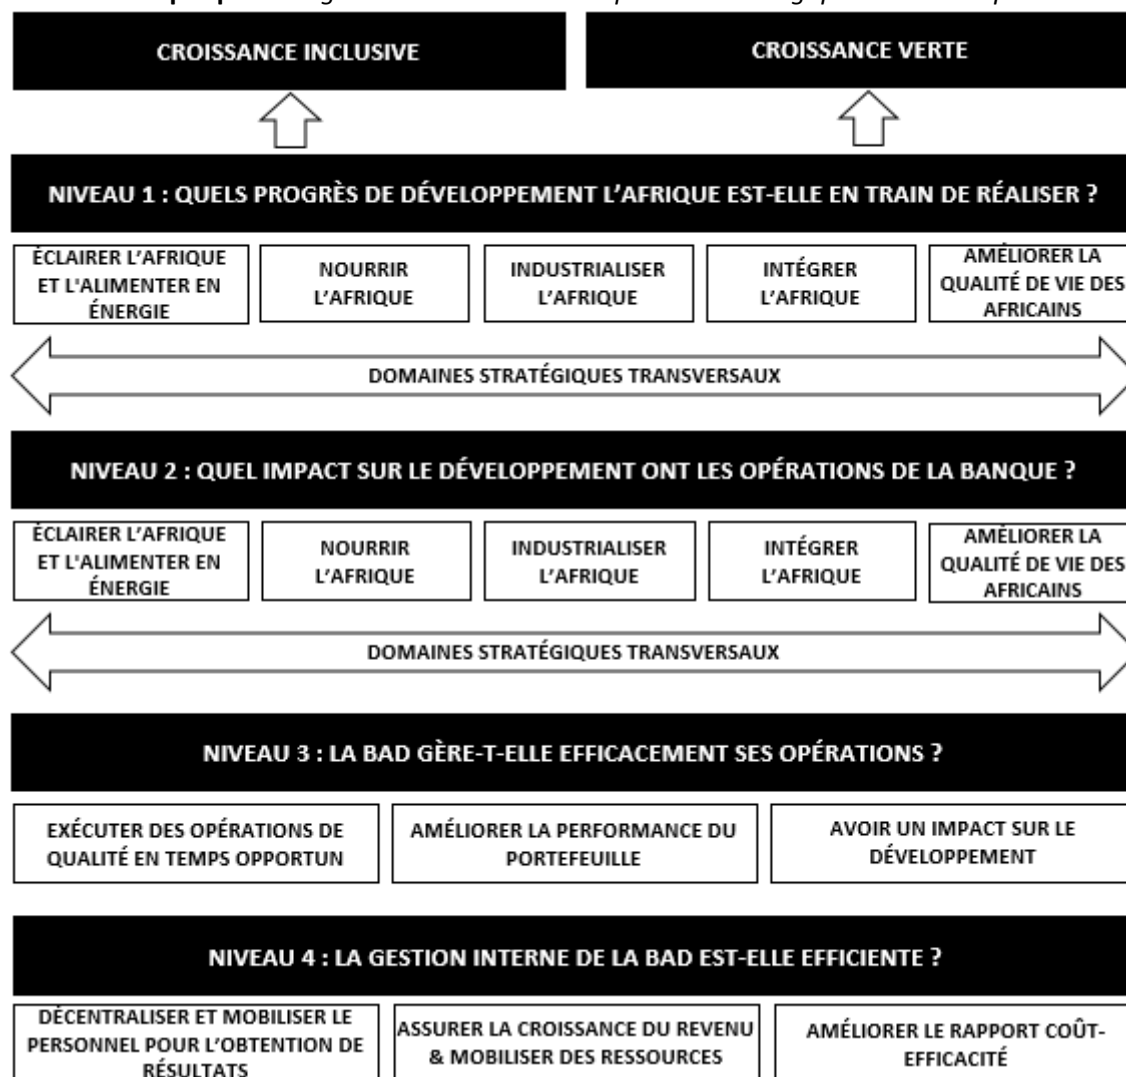 CROISSANCE INCLUSIVE
CROISSANCE VERTE
NIVEAU 1 : QUELS PROGRÈS DE DÉVELOPPEMENT L’AFRIQUE EST-ELLE EN TRAIN DE RÉALISER ?
ÉCLAIRER L’AFRIQUE
ET L'ALIMENTER EN
ÉNERGIE
NOURRIR
L’AFRIQUE
INDUSTRIALISER
L’AFRIQUE
INTÉGRER
L’AFRIQUE
AMÉLIORER LA
QUALITÉ DE VIE DES
AFRICAINS
DOMAINES STRATÉGIQUES TRANSVERSAUX
NIVEAU 2 : QUEL IMPACT SUR LE DÉVELOPPEMENT ONT LES OPÉRATIONS DE LA BANQUE ?
ÉCLAIRER L’AFRIQUE
ET L'ALIMENTER EN
ÉNERGIE
NOURRIR
L’AFRIQUE
INDUSTRIALISER
L’AFRIQUE
INTÉGRER
L’AFRIQUE
AMÉLIORER LA
QUALITÉ DE VIE DES
AFRICAINS
DOMAINES STRATÉGIQUES TRANSVERSAUX
NIVEAU 3 : LA BAD GÈRE-T-ELLE EFFICACEMENT SES OPÉRATIONS ?
EXÉCUTER DES OPÉRATIONS DE
QUALITÉ EN TEMPS OPPORTUN
AMÉLIORER LA PERFORMANCE DU
PORTEFEUILLE
AVOIR UN IMPACT SUR LE
DÉVELOPPEMENT
NIVEAU 4 : LA GESTION INTERNE DE LA BAD EST-ELLE EFFICIENTE ?
DÉCENTRALISER ET MOBILISER LE
PERSONNEL POUR L’OBTENTION DE
RÉSULTATS
ASSURER LA CROISSANCE DU REVENU
& MOBILISER DES RESSOURCES
AMÉLIORER LE RAPPORT COÛT-
EFFICACITÉ